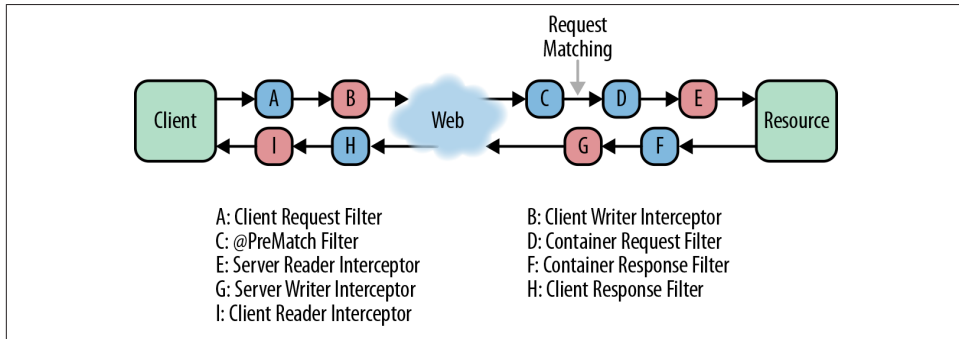 Request
Matching
Client
A
B
Web
C
D
E
Resource
I
H
G
F
A: Client Request Filter
B: Client Writer Interceptor
C: @PreMatch Filter
D: Container Request Filter
E: Server Reader Interceptor
F: Container Response Filter
G: Server Writer Interceptor
H: Client Response Filter
I: Client Reader Interceptor